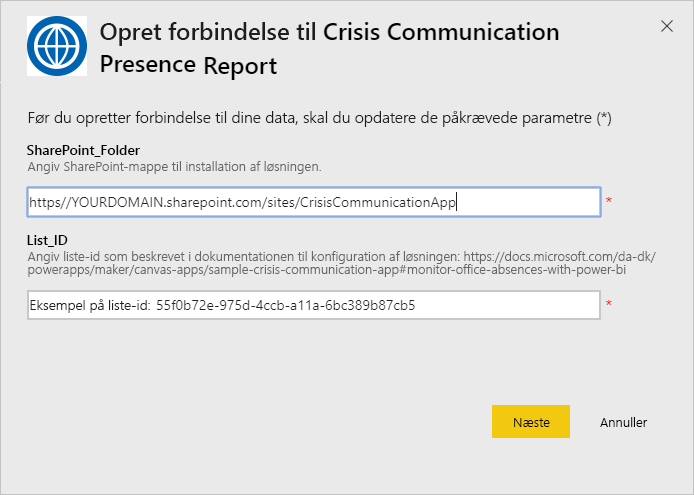 Opret forbindelse til Crisis Communication
Presence Report
Før du opretter forbindelse til dine data, skal du opdatere de påkrævede parametre (*)
SharePoint_Folder
Angiv SharePoint-mappe til installation af løsningen.
https//YOURDOMAIN.sharepoint.com/sites/CrisisCommunicationApp *
List_ID
Angiv liste-id som beskrevet i dokumentationen til konfiguration af løsningen: https://docs.microsoft.com/da-dk/
powerapps/maker/canvas-apps/sample-crisis-communication-app#monitor-office-absences-with-power-bi
Eksempel på liste-id: 55f0b72e-975d-4ccb-a11a-6bc389b87cb5 *
Næste Annuller